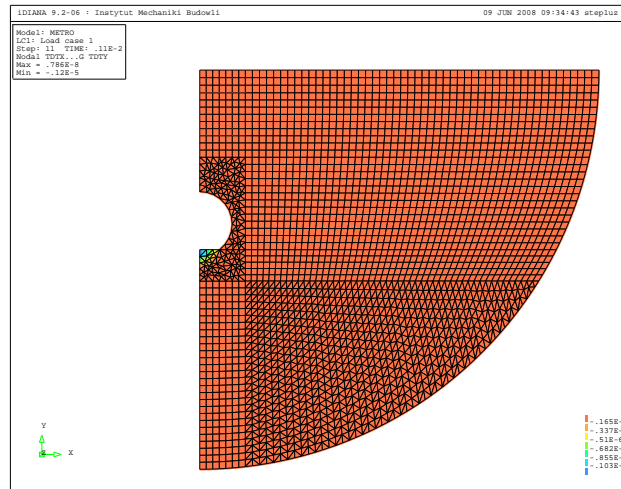 iDIANA 9.2-06 : Instytut Mechaniki Budowli 09 JUN 2008 09:34:43 stepluz
Model: METRO
LC1: Load case 1
Step: 11 TIME: .11E-2
Nodal TDTX...G TDTY
Max = .786E-8
Min = -.12E-5
Y
Z X
-.165E-
-.337E-
-.51E-6
-.682E-
-.855E-
-.103E-